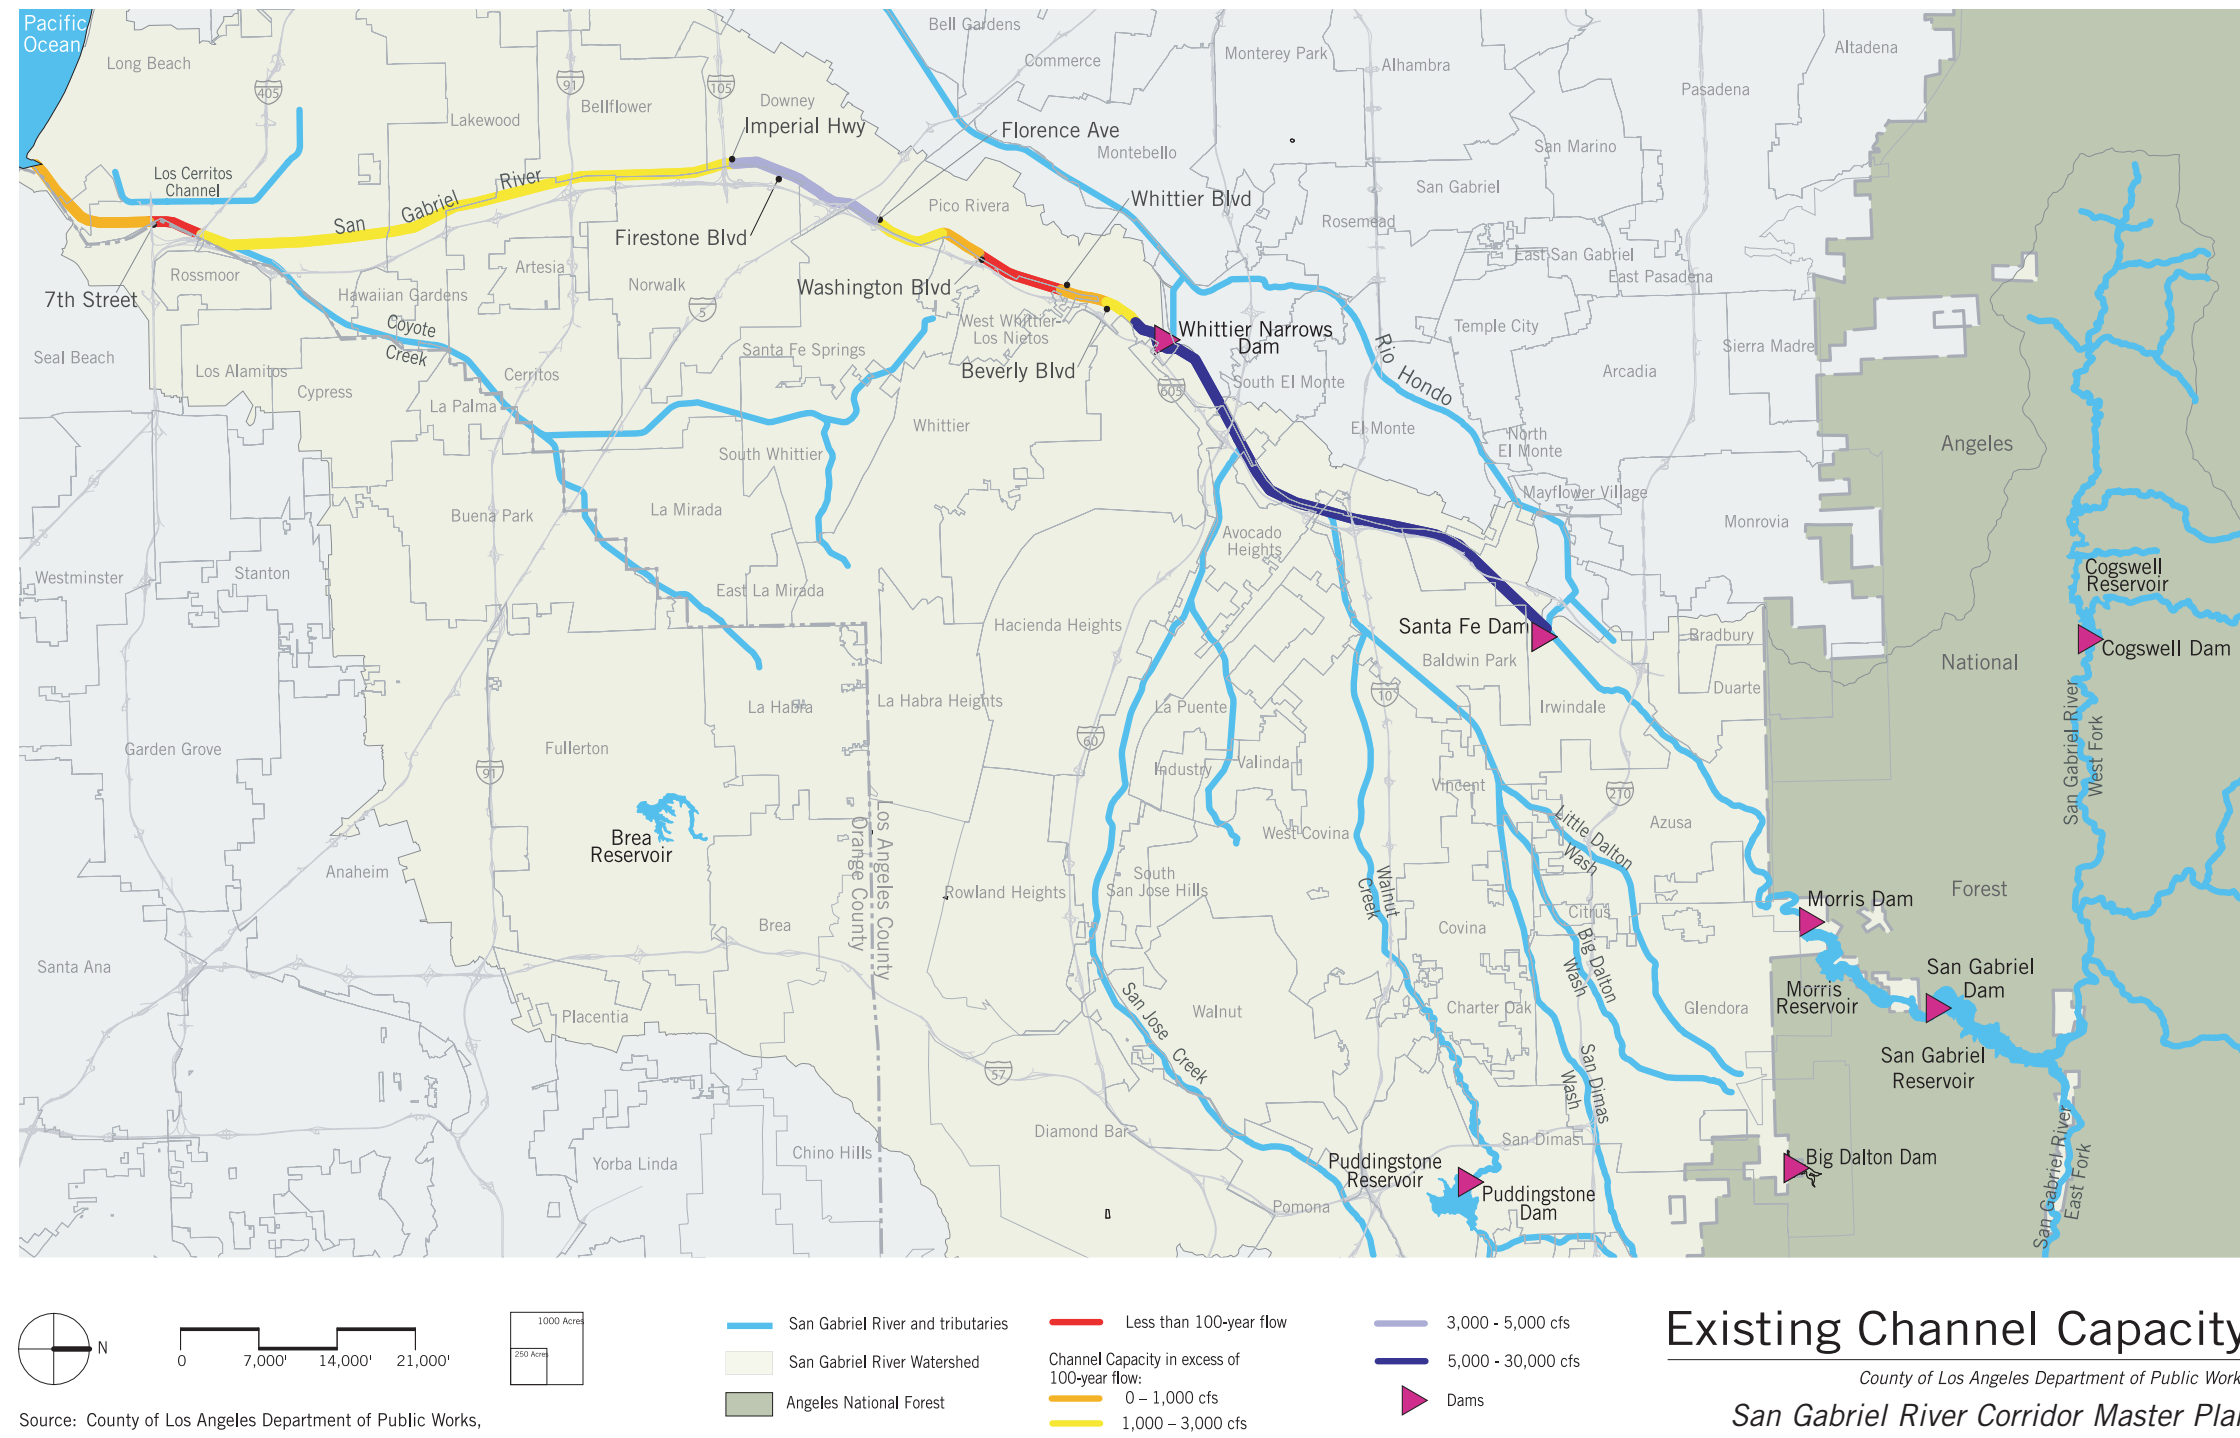 Pacific
Ocean
Long Beach
405
91
Bellflower
105
Downey
Imperial Hwy
Bell Gardens
Commerce
Monterey Park
Alhambra
Pasadena
Altadena
Lakewood
Florence Ave
Montebello
San Marino
Los Cerritos
Channel
San Gabriel River
Pico Rivera
Whittier Blvd
San Gabriel
Rosemead
Firestone Blvd
East San Gabriel
East Pasadena
Rossmoor
Artesia
Norwalk
Washington Blvd
7th Street
Hawaiian Gardens
5
Coyote
Creek
West Whittier-
Los Nietos
Whittier Narrows
Dam
Temple City
Sierra Madre
Seal Beach
Los Alamitos
Santa Fe Springs
Beverly Blvd
Rio Hondo
Cypress
Cerritos
605
South El Monte
Arcadia
La Palma
Whittier
El Monte
North
El Monte
Angeles
South Whittier
Mayflower Village
Buena Park
La Mirada
Avocado
Heights
Monrovia
Westminster
Stanton
East La Mirada
Cogswell
Reservoir
Hacienda Heights
Santa Fe Dam
Bradbury
Cogswell Dam
Baldwin Park
National
La Habra
La Habra Heights
La Puente
10
Irwindale
Duarte
San Gabriel River
West Fork
Garden Grove
Fullerton
60
91
Industry
Valinda
Vincent
210
Los Angeles County
Orange County
Brea
Reservoir
West Covina
Little Dalton
Wash
Azusa
Anaheim
Rowland Heights
South
San Jose Hills
Walnut
Creek
Forest
Morris Dam
Citrus
Brea
Covina
Big Dalton
Wash
Santa Ana
San Gabriel
Dam
Morris
Reservoir
San Jose Creek
Placentia
Walnut
Charter Oak
Glendora
San Gabriel
Reservoir
57
San Dimas
Wash
Diamond Bar
San Dimas
Chino Hills
Yorba Linda
Puddingstone
Reservoir
Big Dalton Dam
San Gabriel River
East Fork
Puddingstone
Dam
Pomona
N
0 7,000' 14,000' 21,000'
1000 Acres
250 Acres
San Gabriel River and tributaries
San Gabriel River Watershed
Angeles National Forest
Less than 100-year flow
Channel Capacity in excess of
100-year flow:
0 – 1,000 cfs
1,000 – 3,000 cfs
3,000 - 5,000 cfs
5,000 - 30,000 cfs
Dams
Existing Channel Capacity
County of Los Angeles Department of Public Work
San Gabriel River Corridor Master Plan
Source: County of Los Angeles Department of Public Works,